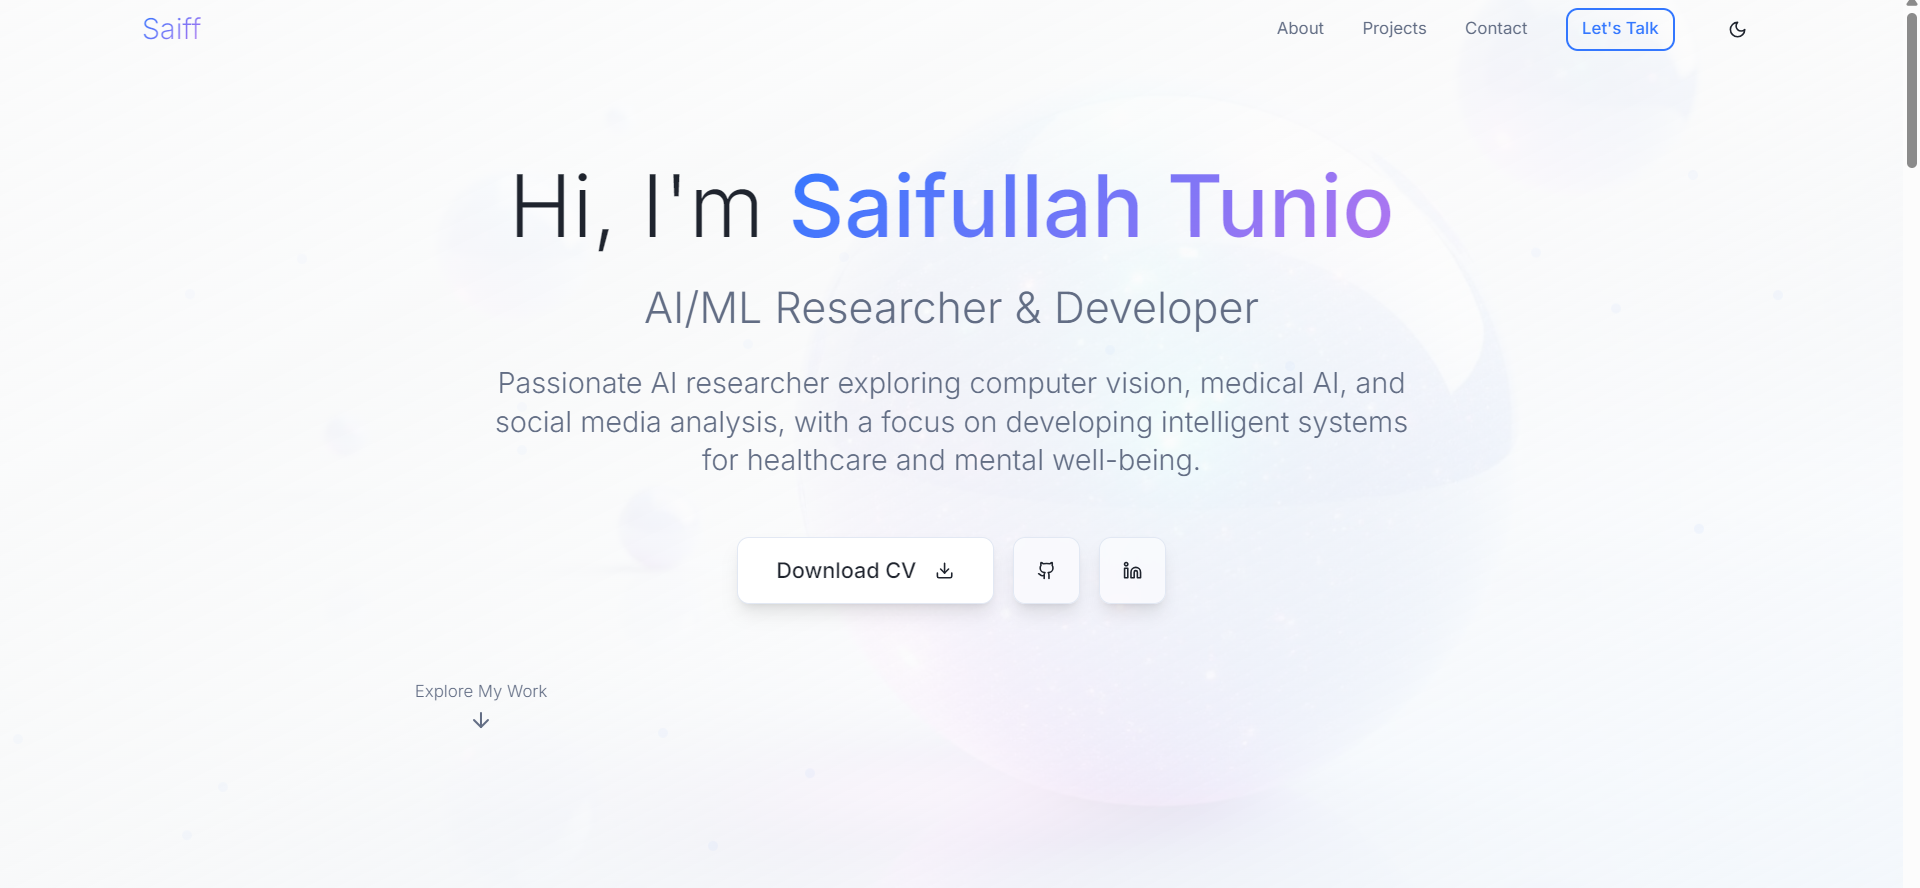 Saiff
About
Projects
Contact
Let's Talk
Hi, I'm Saifullah Tunio
AI/ML Researcher & Developer
Passionate AI researcher exploring computer vision, medical AI, and
social media analysis, with a focus on developing intelligent systems
for healthcare and mental well-being.
Download CV
in
Explore My Work